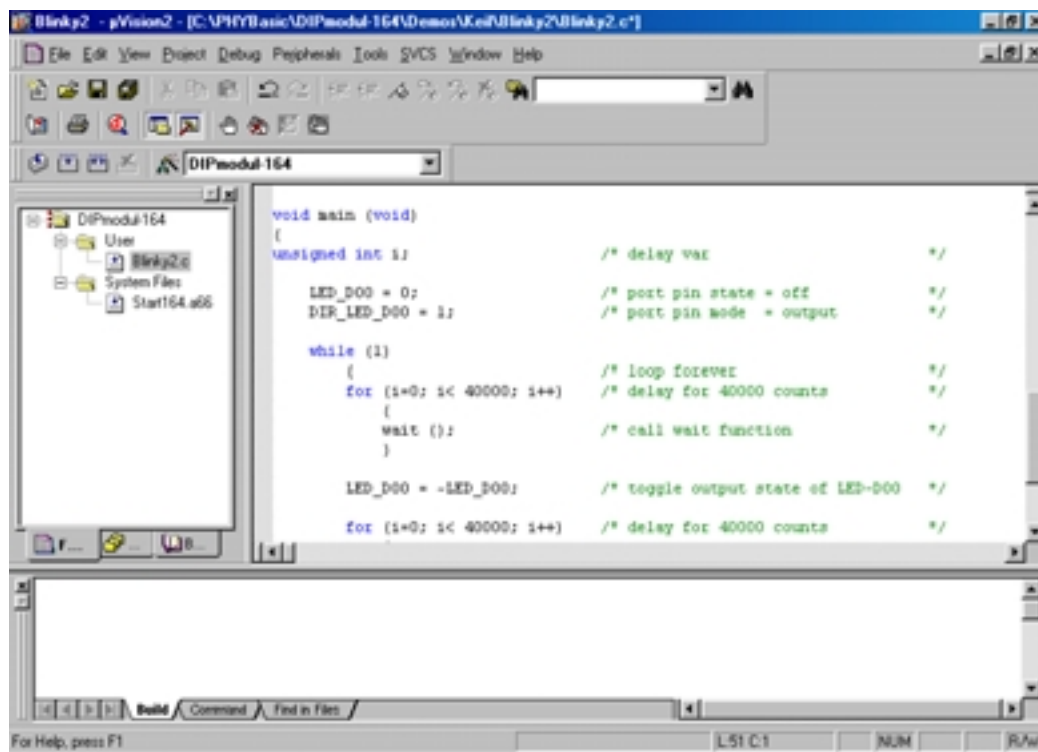 Blinky2 - µVision2 - [C:\PHYBasic\DIPmodul-164\Demos\Keil\Blinky2\Blinky2.c*]
File Edit View Project Debug Peripherals Tools SVCS Window Help
DIPmodul-164
DIPmodul-164
User
Blinky2.c
System Files
Start164.a66
F... B...
void main (void)
{
unsigned int i; /* delay var */
LED_D00 = 0; /* port pin state = off */
DIR_LED_D00 = 1; /* port pin mode = output */
while (1)
{ /* loop forever */
for (i=0; i< 40000; i++) /* delay for 40000 counts */
{
wait (); /* call wait function */
}
LED_D00 = ~LED_D00; /* toggle output state of LED-D00 */
for (i=0; i< 40000; i++) /* delay for 40000 counts */
Build Command Find in Files
For Help, press F1 L:51 C:1 NUM R/w